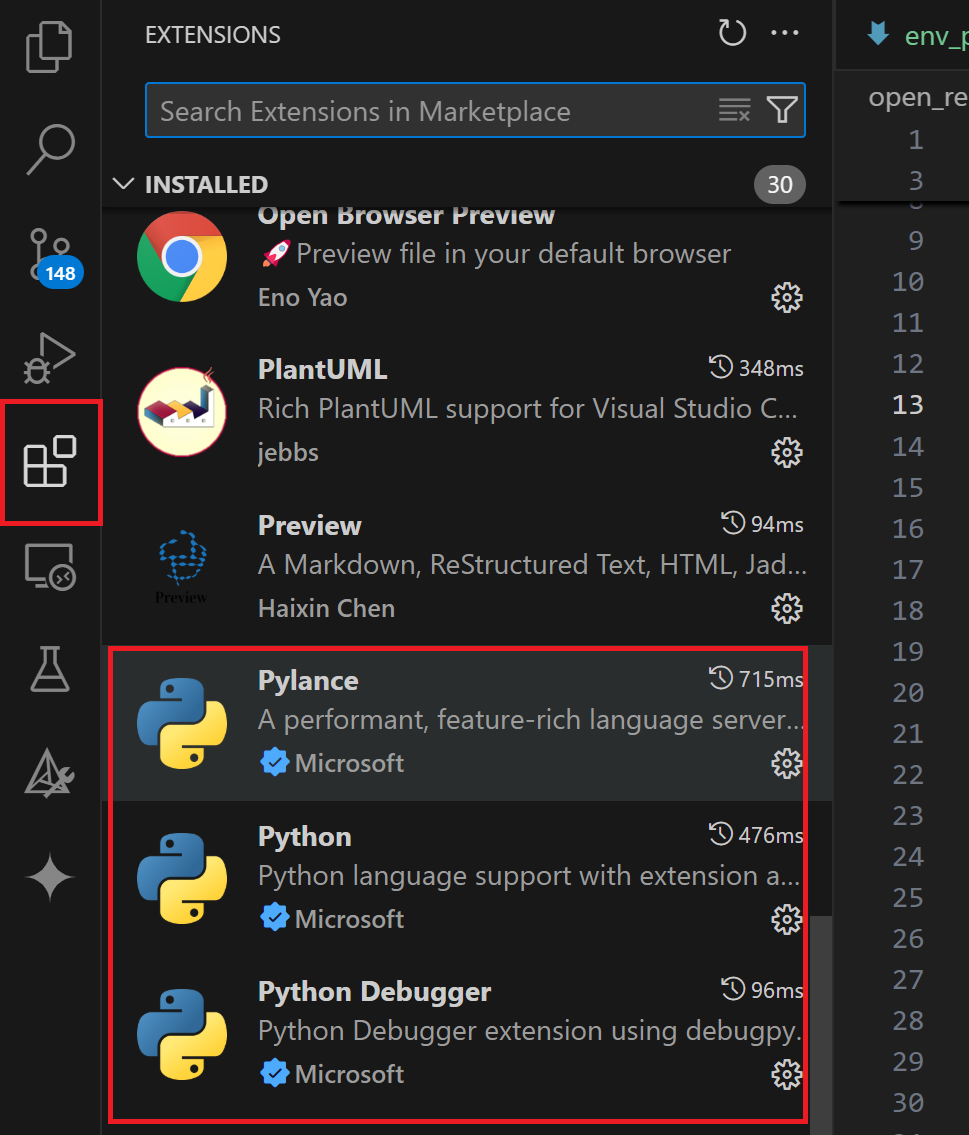 EXTENSIONS
Search Extensions in Marketplace
INSTALLED 30
148
Open Browser Preview
🚀 Preview file in your default browser
Eno Yao
PlantUML 348ms
Rich PlantUML support for Visual Studio C...
jebbs
Preview 94ms
A Markdown, ReStructured Text, HTML, Jad...
Haixin Chen
Preview
Pylance 715ms
A performant, feature-rich language server...
Microsoft
Python 476ms
Python language support with extension a...
Microsoft
Python Debugger 96ms
Python Debugger extension using debugpy.
Microsoft
env_p
open_re
1
3
9
10
11
12
13
14
15
16
17
18
19
20
21
22
23
24
25
26
27
28
29
30